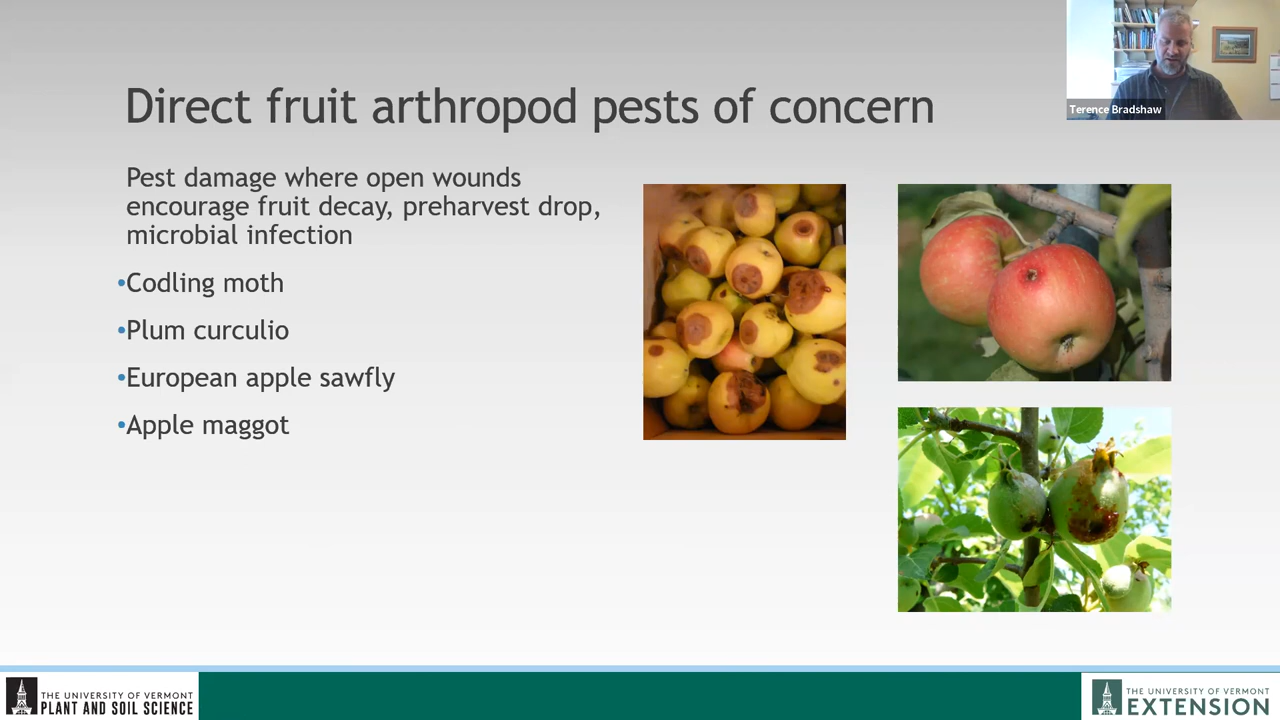 Direct fruit arthropod pests of concern
Terence Bradshaw
Pest damage where open wounds
encourage fruit decay, preharvest drop,
microbial infection
•Codling moth
•Plum curculio
•European apple sawfly
•Apple maggot
THE UNIVERSITY OF VERMONT
PLANT AND SOIL SCIENCE
THE UNIVERSITY OF VERMONT
EXTENSION